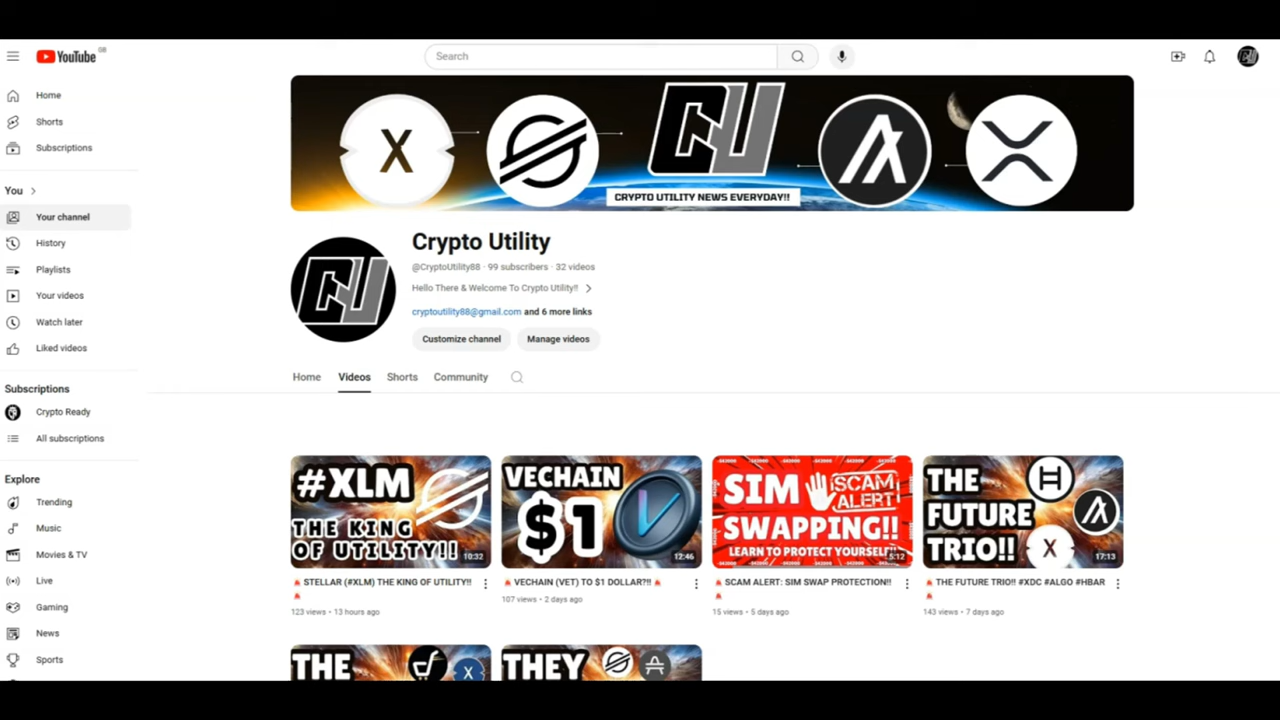 YouTube GB
Search
Home
Shorts
Subscriptions
You
Your channel
History
Playlists
Your videos
Watch later
Liked videos
Subscriptions
Crypto Ready
All subscriptions
Explore
Trending
Music
Movies & TV
Live
Gaming
News
Sports
X
CU
CRYPTO UTILITY NEWS EVERYDAY!!
CU
Crypto Utility
@CryptoUtility88 · 99 subscribers · 32 videos
Hello There & Welcome To Crypto Utility!!
cryptoutility88@gmail.com and 6 more links
Customize channel
Manage videos
Home
Videos
Shorts
Community
#XLM
THE KING
OF UTILITY!!
10:32
STELLAR (#XLM) THE KING OF UTILITY!!
123 views • 13 hours ago
VECHAIN
$1
12:46
VECHAIN (VET) TO $1 DOLLAR?!!
107 views • 2 days ago
SIM
SCAM
ALERT
SWAPPING!!
LEARN TO PROTECT YOURSELF!!
5:12
SCAM ALERT: SIM SWAP PROTECTION!!
15 views • 5 days ago
THE
FUTURE
TRIO!!
X
17:13
THE FUTURE TRIO!! #XDC #ALGO #HBAR
143 views • 7 days ago
THE
X
THEY